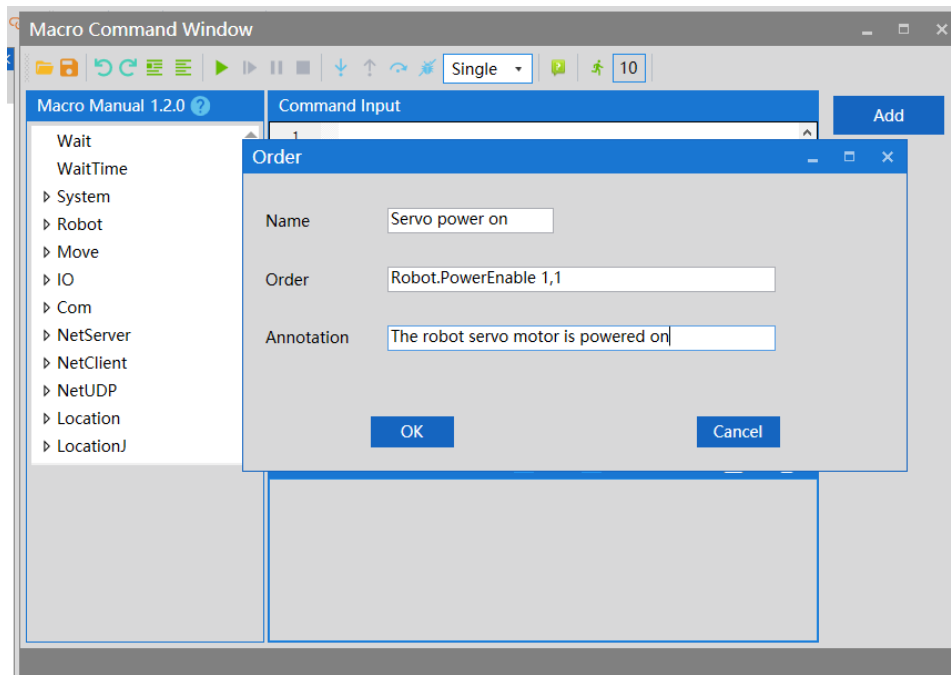 Macro Command Window
Single
10
Macro Manual 1.2.0
Command Input
Add
Wait
WaitTime
System
Robot
Move
IO
Com
NetServer
NetClient
NetUDP
Location
LocationJ
1
Order
Name
Servo power on
Order
Robot.PowerEnable 1,1
Annotation
The robot servo motor is powered on
OK
Cancel